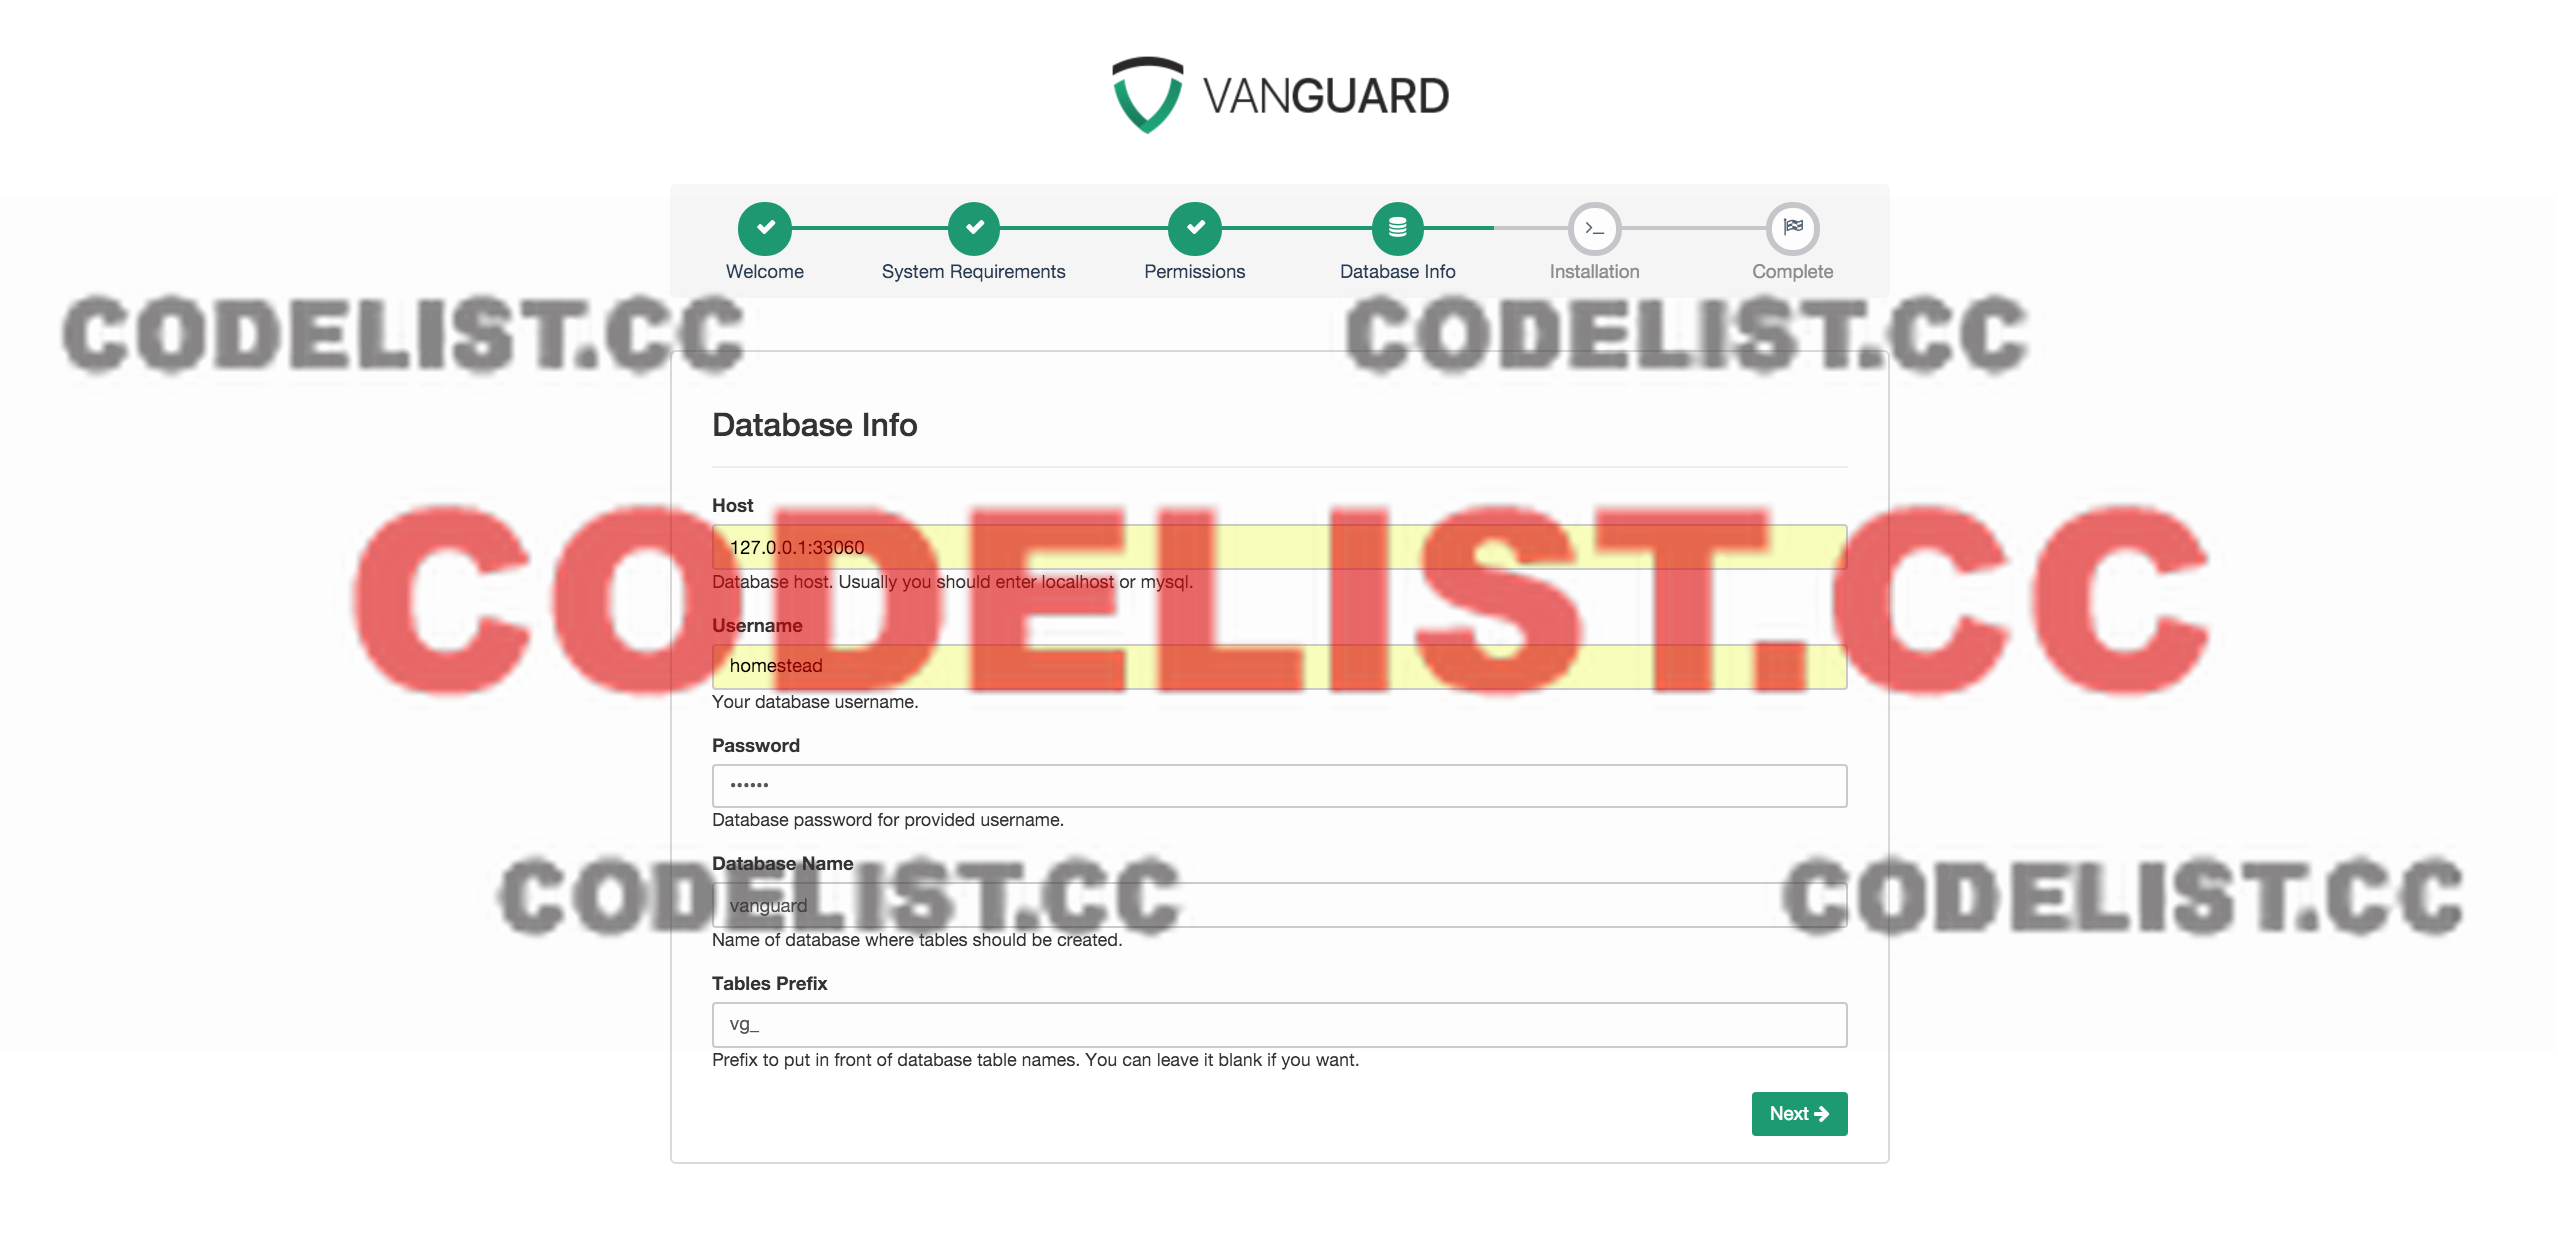 VANGUARD
Welcome System Requirements Permissions Database Info Installation Complete
CODELIST.CC CODELIST.CC
Database Info
Host
127.0.0.1:33060
Database host. Usually you should enter localhost or mysql.
CODELIST.CC
Username
homestead
Your database username.
Password
••••••
Database password for provided username.
Database Name
CODELIST.CC CODELIST.CC
vanguard
Name of database where tables should be created.
Tables Prefix
vg_
Prefix to put in front of database table names. You can leave it blank if you want.
Next